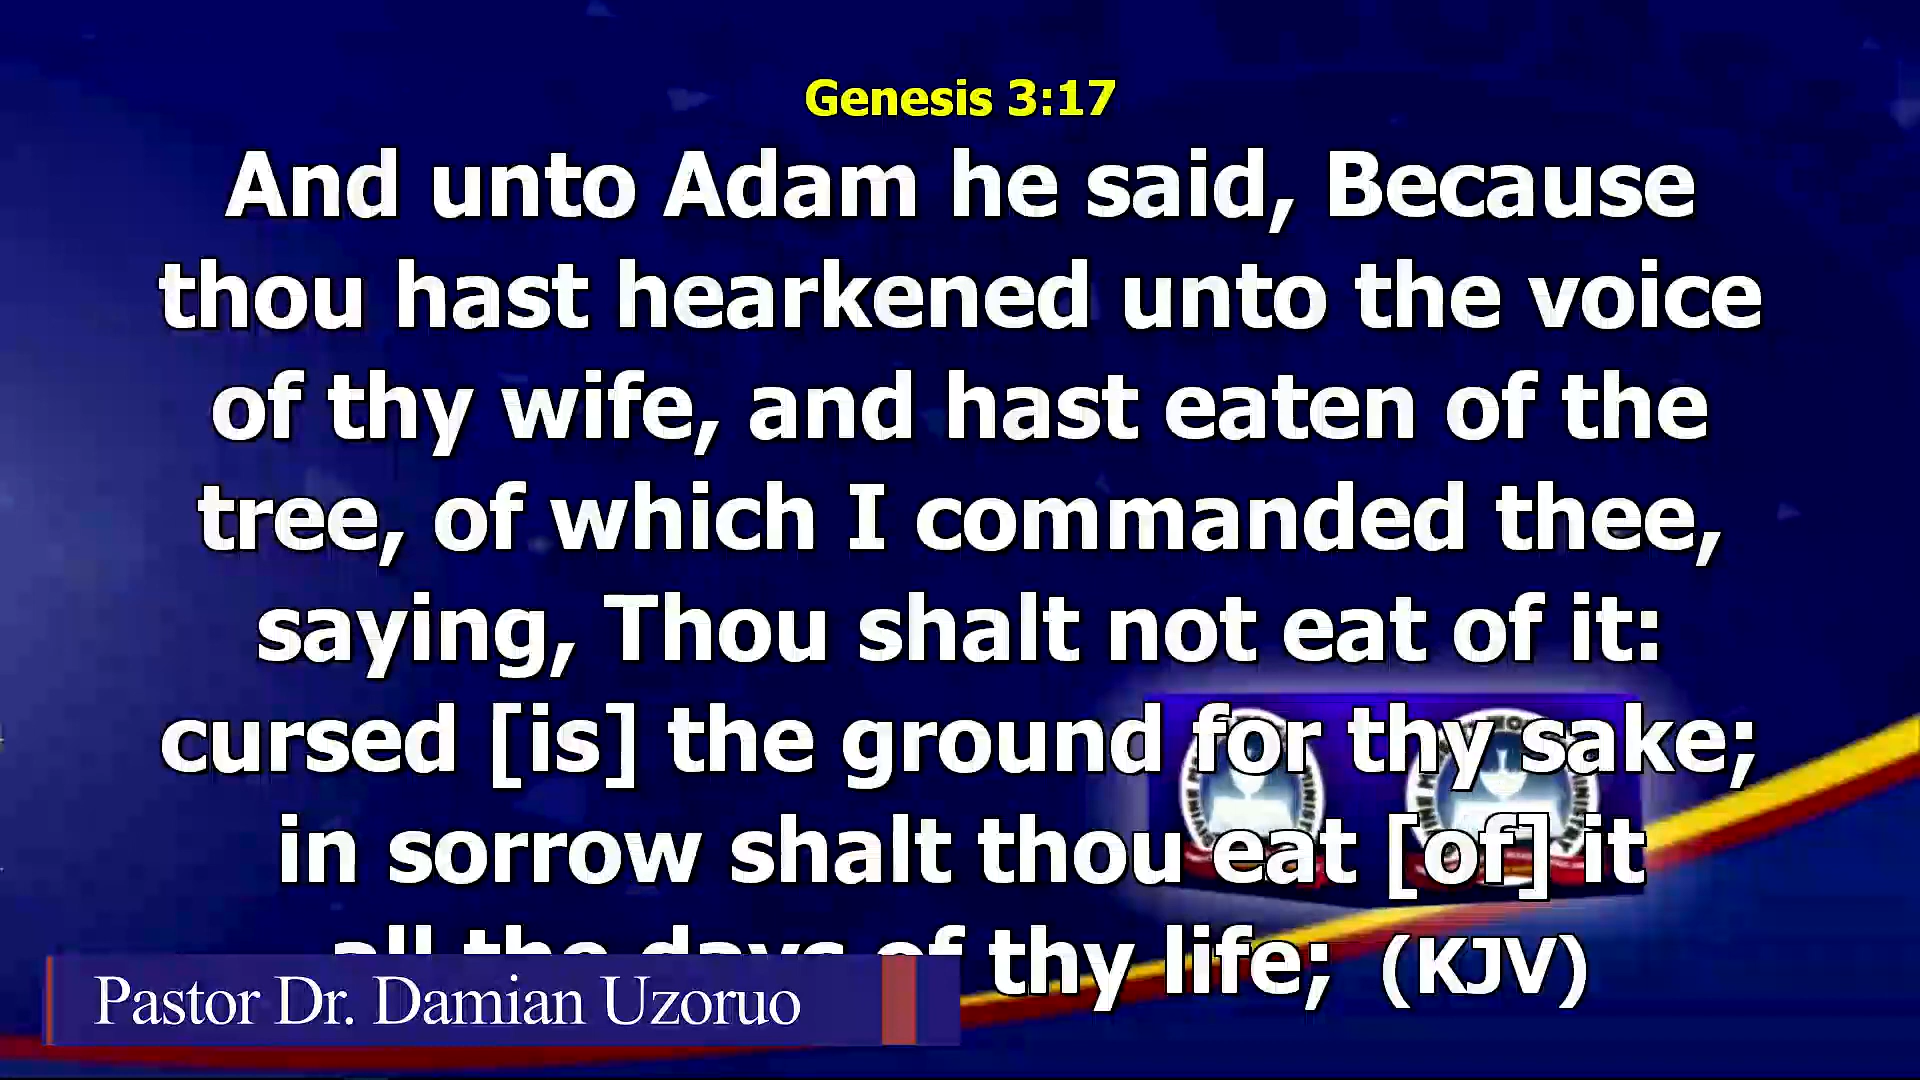 Genesis 3:17
And unto Adam he said, Because
thou hast hearkened unto the voice
of thy wife, and hast eaten of the
tree, of which I commanded thee,
saying, Thou shalt not eat of it:
cursed [is] the ground for thy sake;
in sorrow shalt thou eat [of] it
all the days of thy life; (KJV)
Pastor Dr. Damian Uzoruo